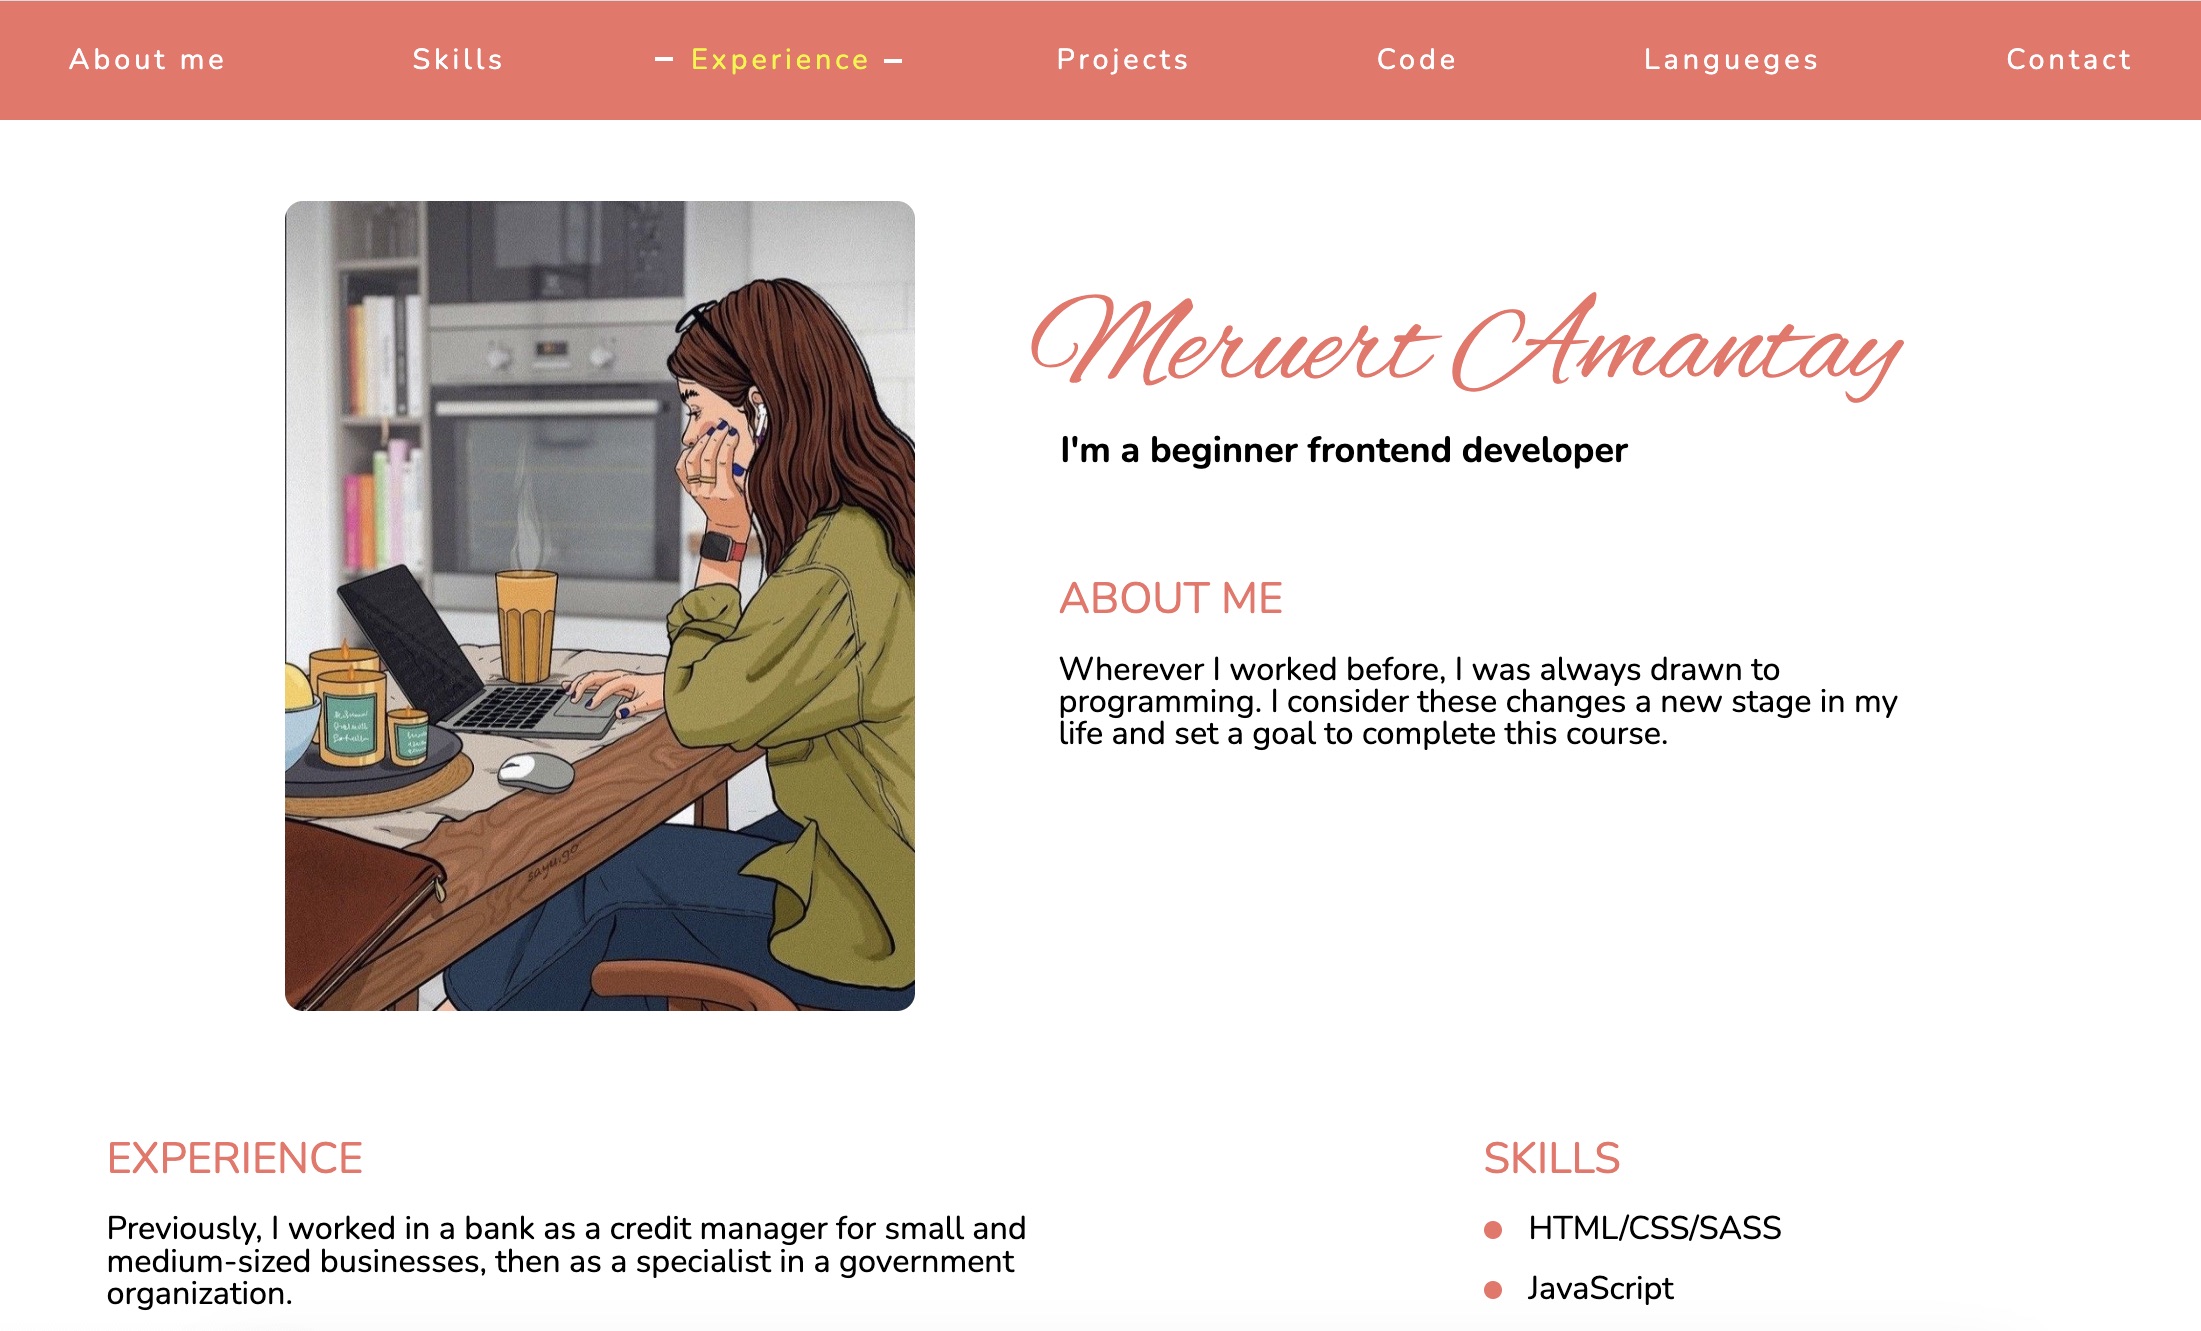 About me
Skills
– Experience –
Projects
Code
Langueges
Contact
Meruert Amantay
I'm a beginner frontend developer
ABOUT ME
Wherever I worked before, I was always drawn to
programming. I consider these changes a new stage in my
life and set a goal to complete this course.
sayu.go
EXPERIENCE
Previously, I worked in a bank as a credit manager for small and
medium-sized businesses, then as a specialist in a government
organization.
SKILLS
HTML/CSS/SASS
JavaScript